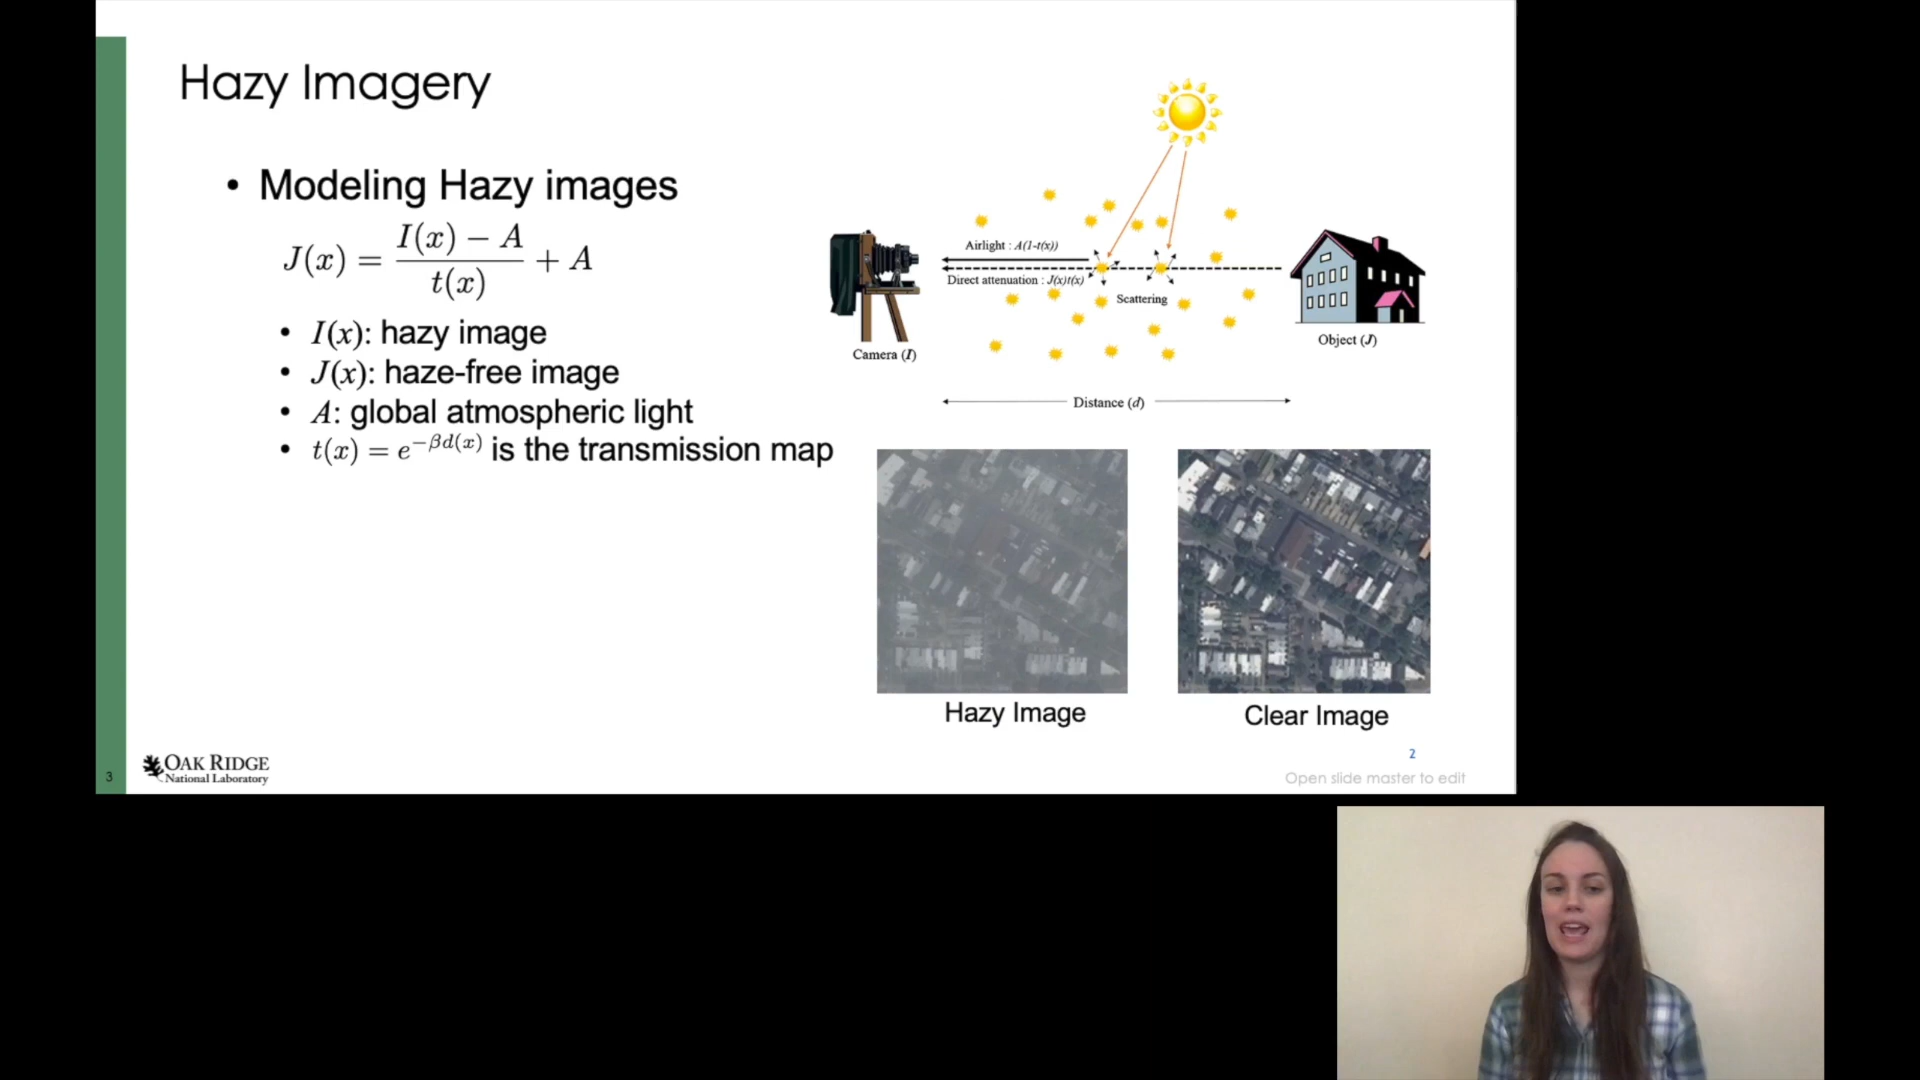 Hazy Imagery
• Modeling Hazy images
J(x) = \frac{I(x) − A}{t(x)} + A
• I(x): hazy image
• J(x): haze-free image
• A: global atmospheric light
• t(x) = e^{−βd(x)} is the transmission map
Airlight : A(1-t(x))
Direct attenuation : J(x)t(x)
Scattering
Camera (I)
Object (J)
Distance (d)
Hazy Image
Clear Image
3
OAK RIDGE
National Laboratory
2
Open slide master to edit